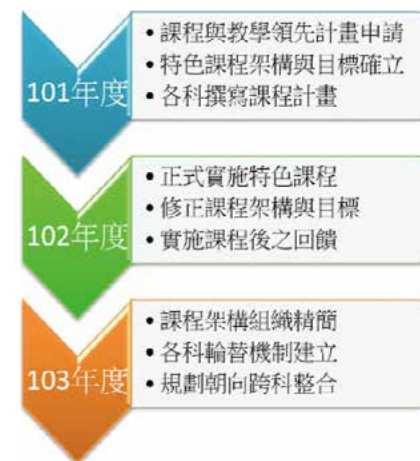 101年度
• 課程與教學領先計畫申請
• 特色課程架構與目標確立
• 各科撰寫課程計畫
102年度
• 正式實施特色課程
• 修正課程架構與目標
• 實施課程後之回饋
103年度
• 課程架構組織精簡
• 各科輪替機制建立
• 規劃朝向跨科整合